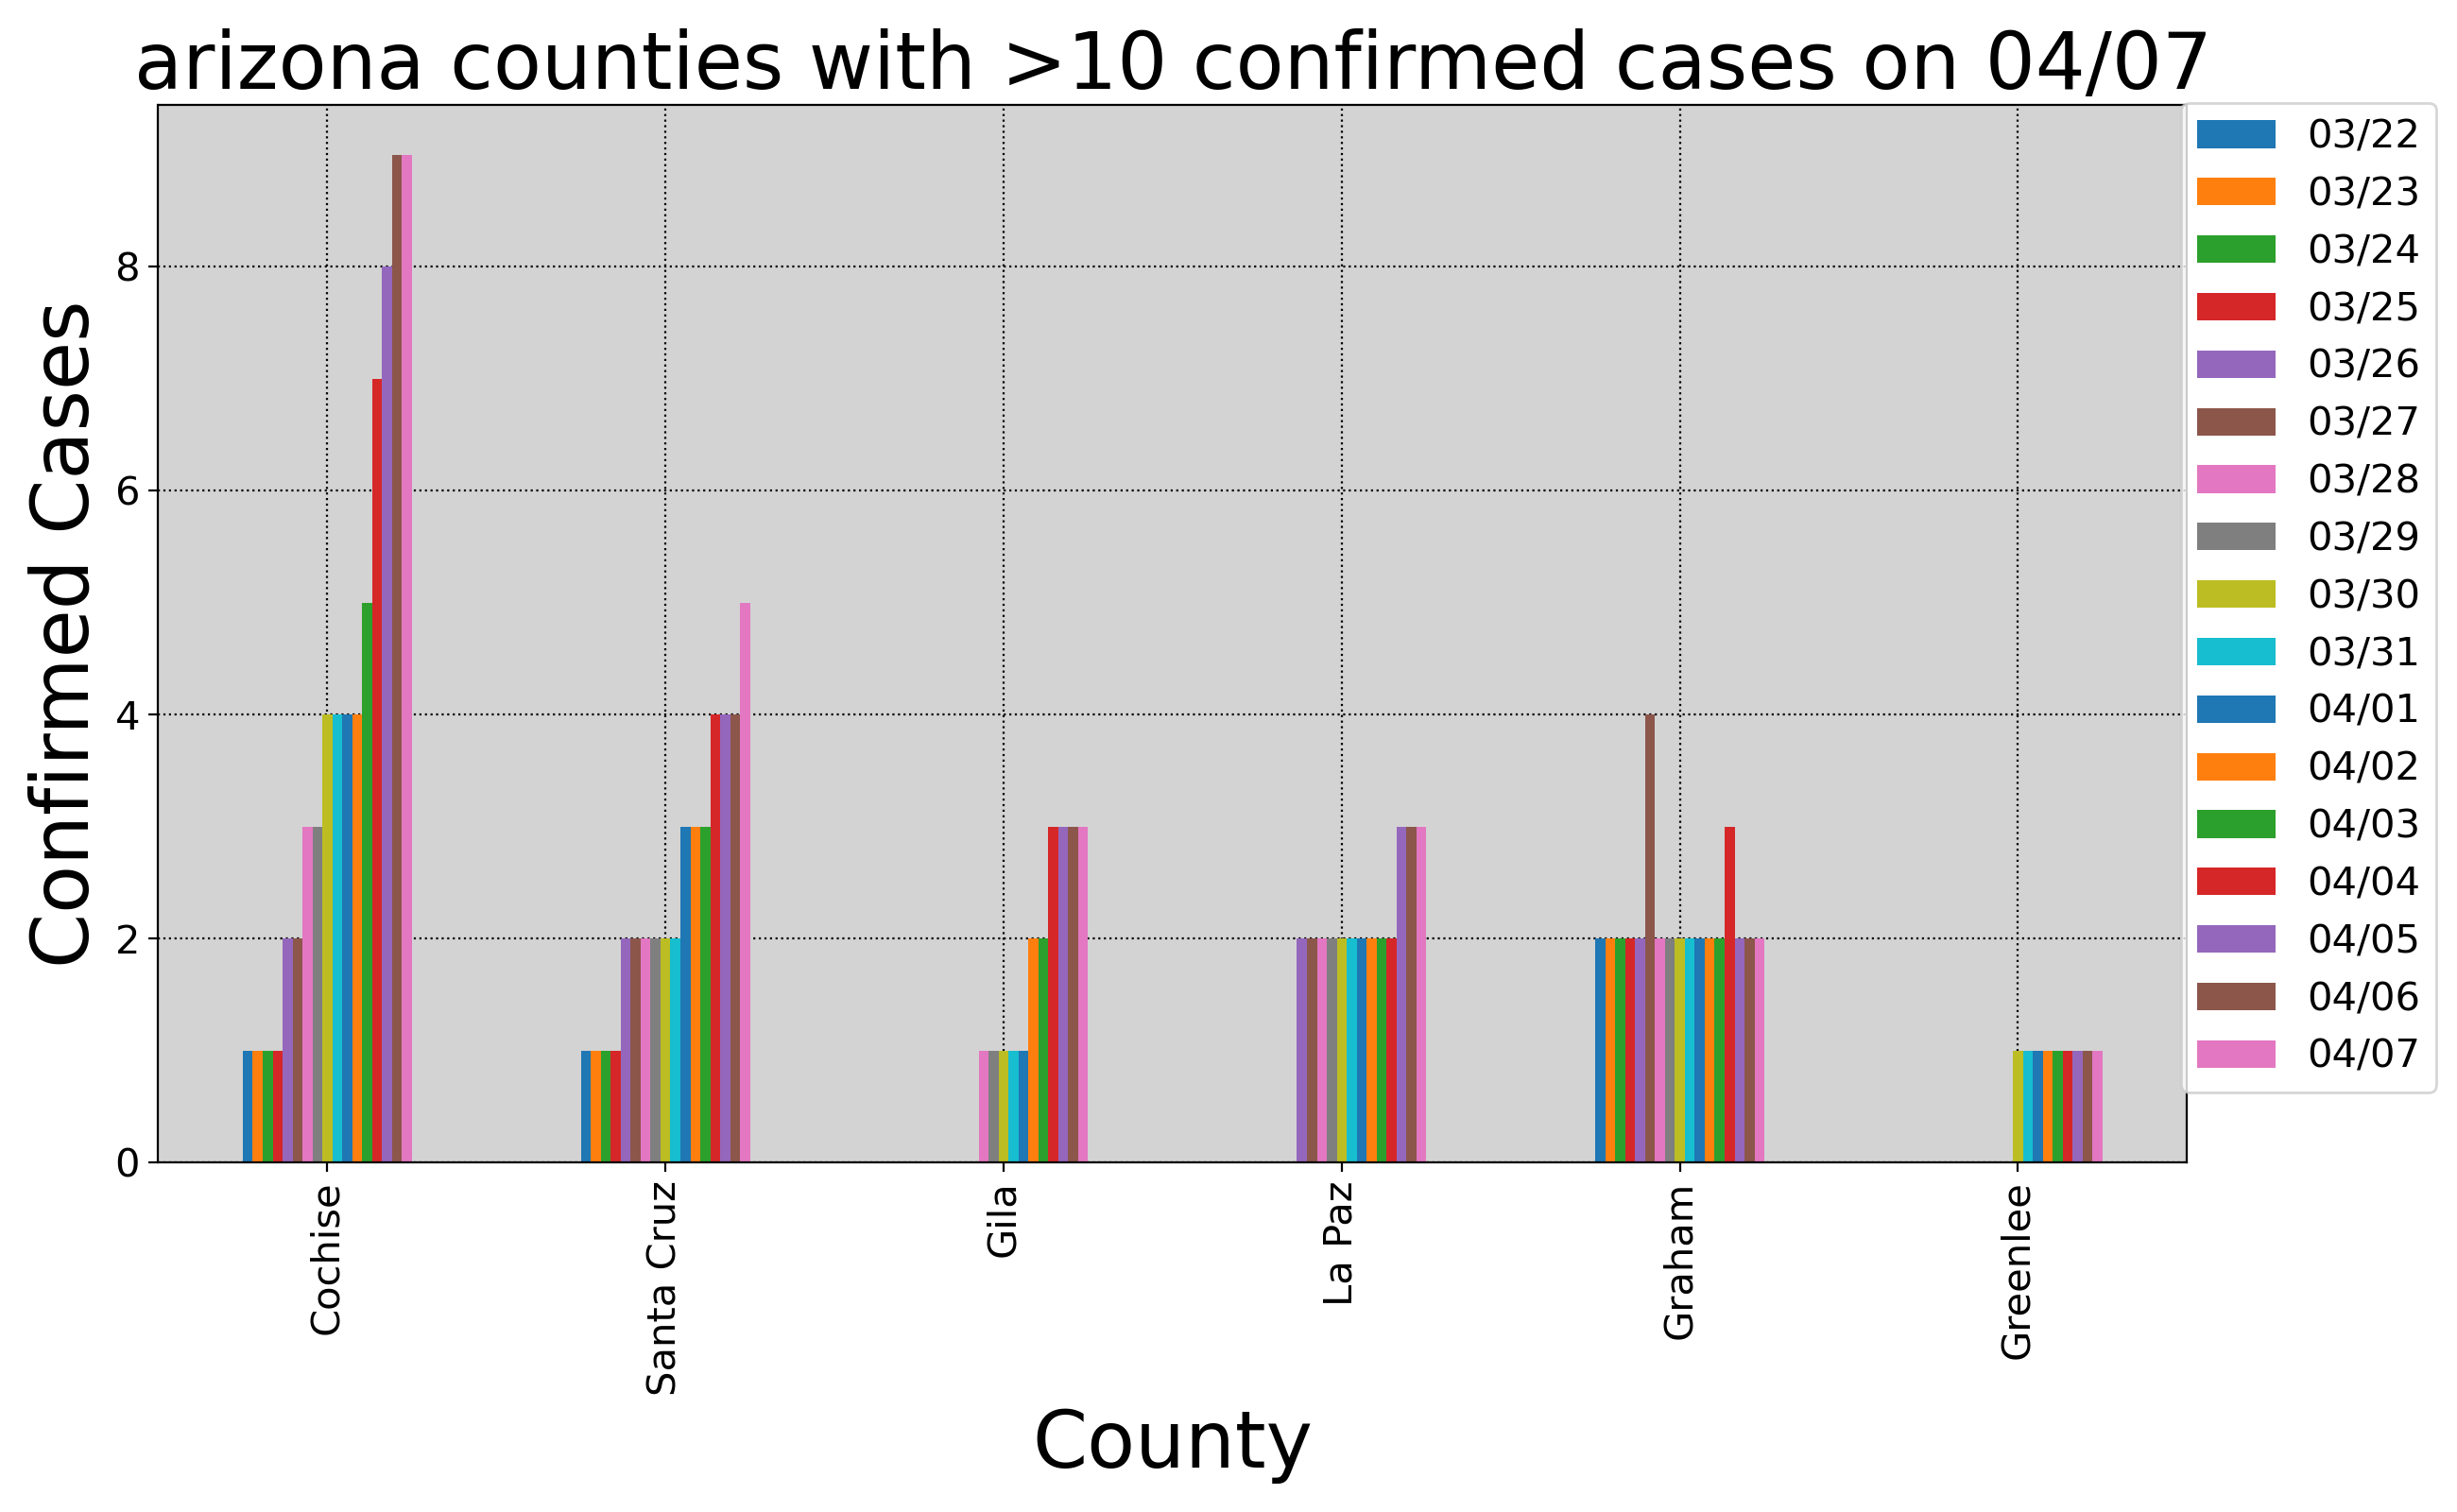 arizona counties with >10 confirmed cases on 04/07
Confirmed Cases
8
6
4
2
0
Cochise
Santa Cruz
Gila
La Paz
Graham
Greenlee
County
03/22
03/23
03/24
03/25
03/26
03/27
03/28
03/29
03/30
03/31
04/01
04/02
04/03
04/04
04/05
04/06
04/07